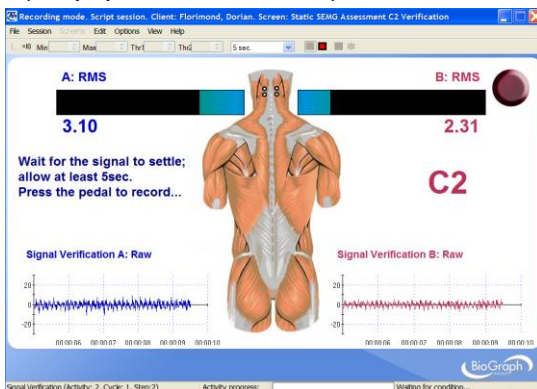 Recording mode. Script session. Client: Florimond, Dorian. Screen: Static SEMG Assessment C2 Verification
File Session Screens Edit Options View Help
÷10 Min Max Thr1 Thr2 5 sec.
A: RMS
B: RMS
3.10
2.31
Wait for the signal to settle;
allow at least 5sec.
Press the pedal to record...
C2
Signal Verification A: Raw
Signal Verification B: Raw
20
0
-20
00:00:06 00:00:07 00:00:08 00:00:09 00:00:10
20
0
-20
00:00:06 00:00:07 00:00:08 00:00:09 00:00:10
BioGraph
Signal Verification (Activity: 2, Cycle: 1, Step:2) Activity progress: Waiting for condition...